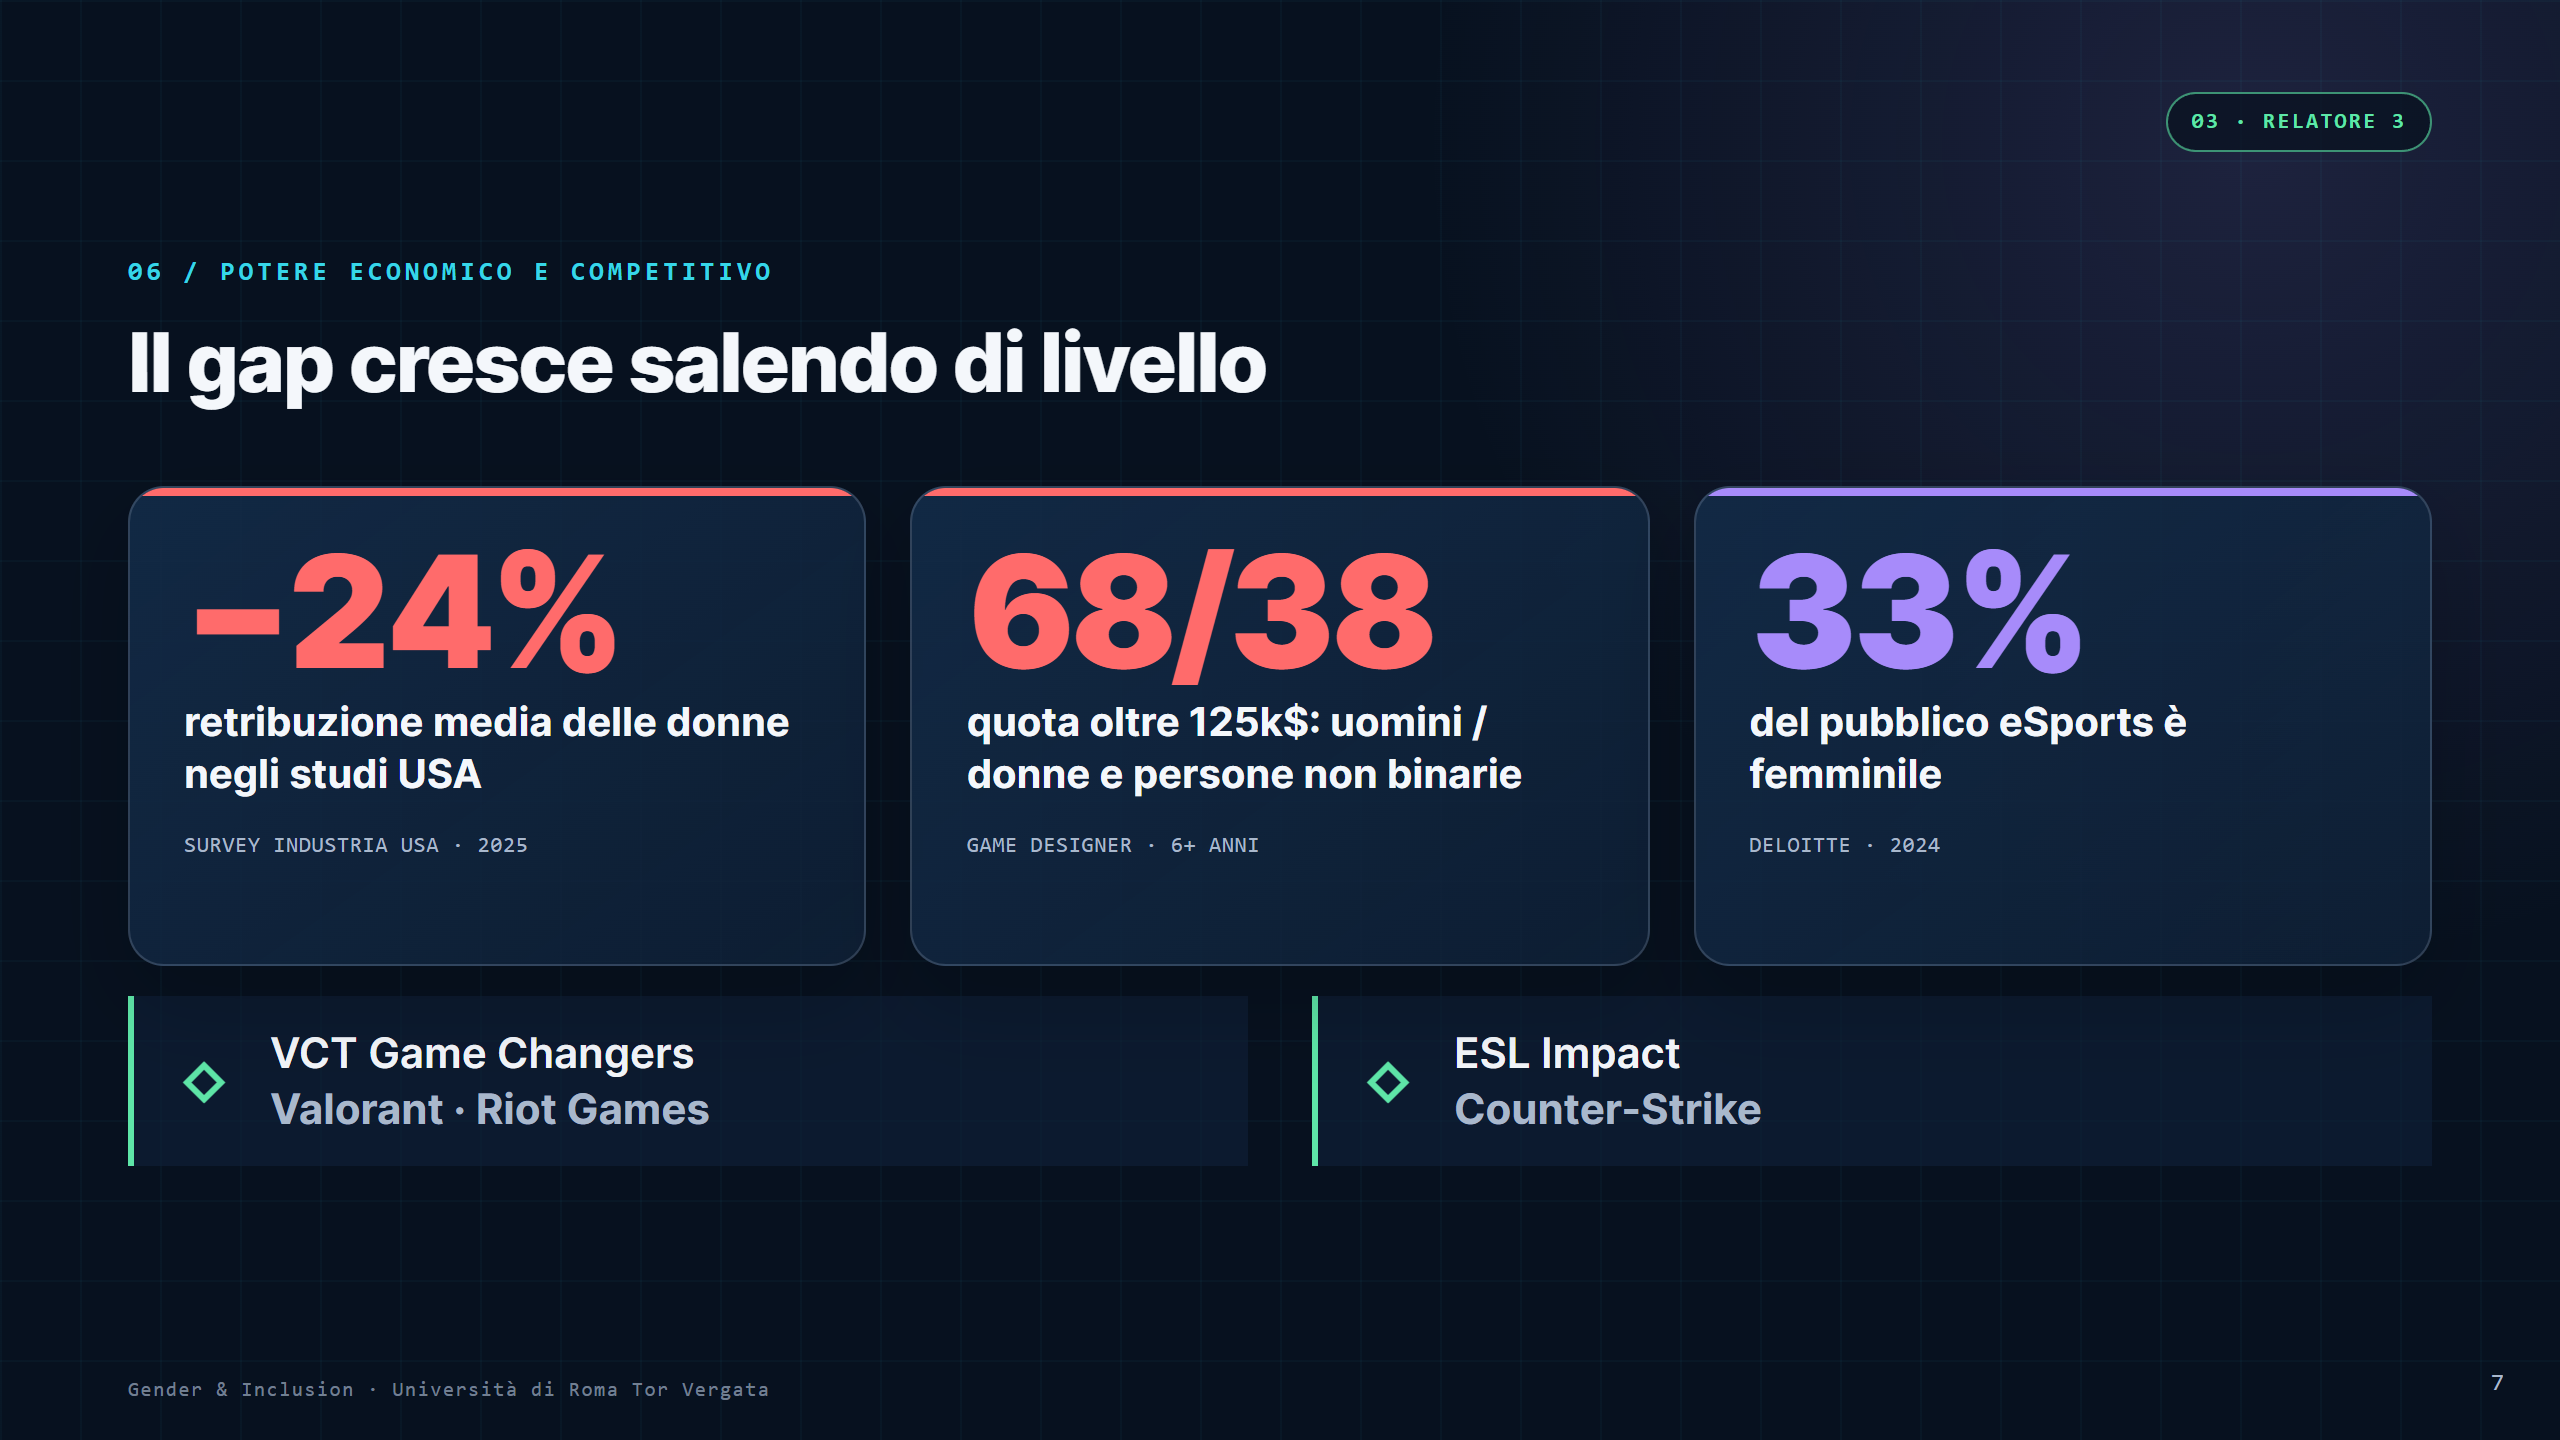 03 · RELATORE 3
06 / POTERE ECONOMICO E COMPETITIVO
Il gap cresce salendo di livello
−24%
retribuzione media delle donne
negli studi USA
SURVEY INDUSTRIA USA · 2025
68/38
quota oltre 125k$: uomini /
donne e persone non binarie
GAME DESIGNER · 6+ ANNI
33%
del pubblico eSports è
femminile
DELOITTE · 2024
VCT Game Changers
Valorant · Riot Games
ESL Impact
Counter-Strike
Gender & Inclusion · Università di Roma Tor Vergata
7